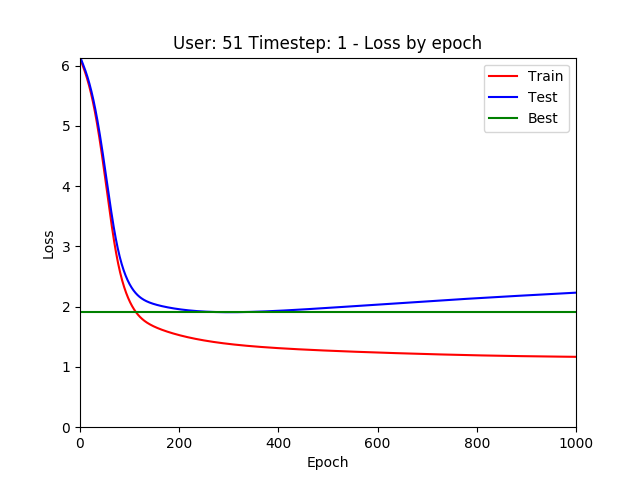 User: 51 Timestep: 1 - Loss by epoch
6
5
4
3
2
1
0
Loss
Train
Test
Best
0 200 400 600 800 1000
Epoch